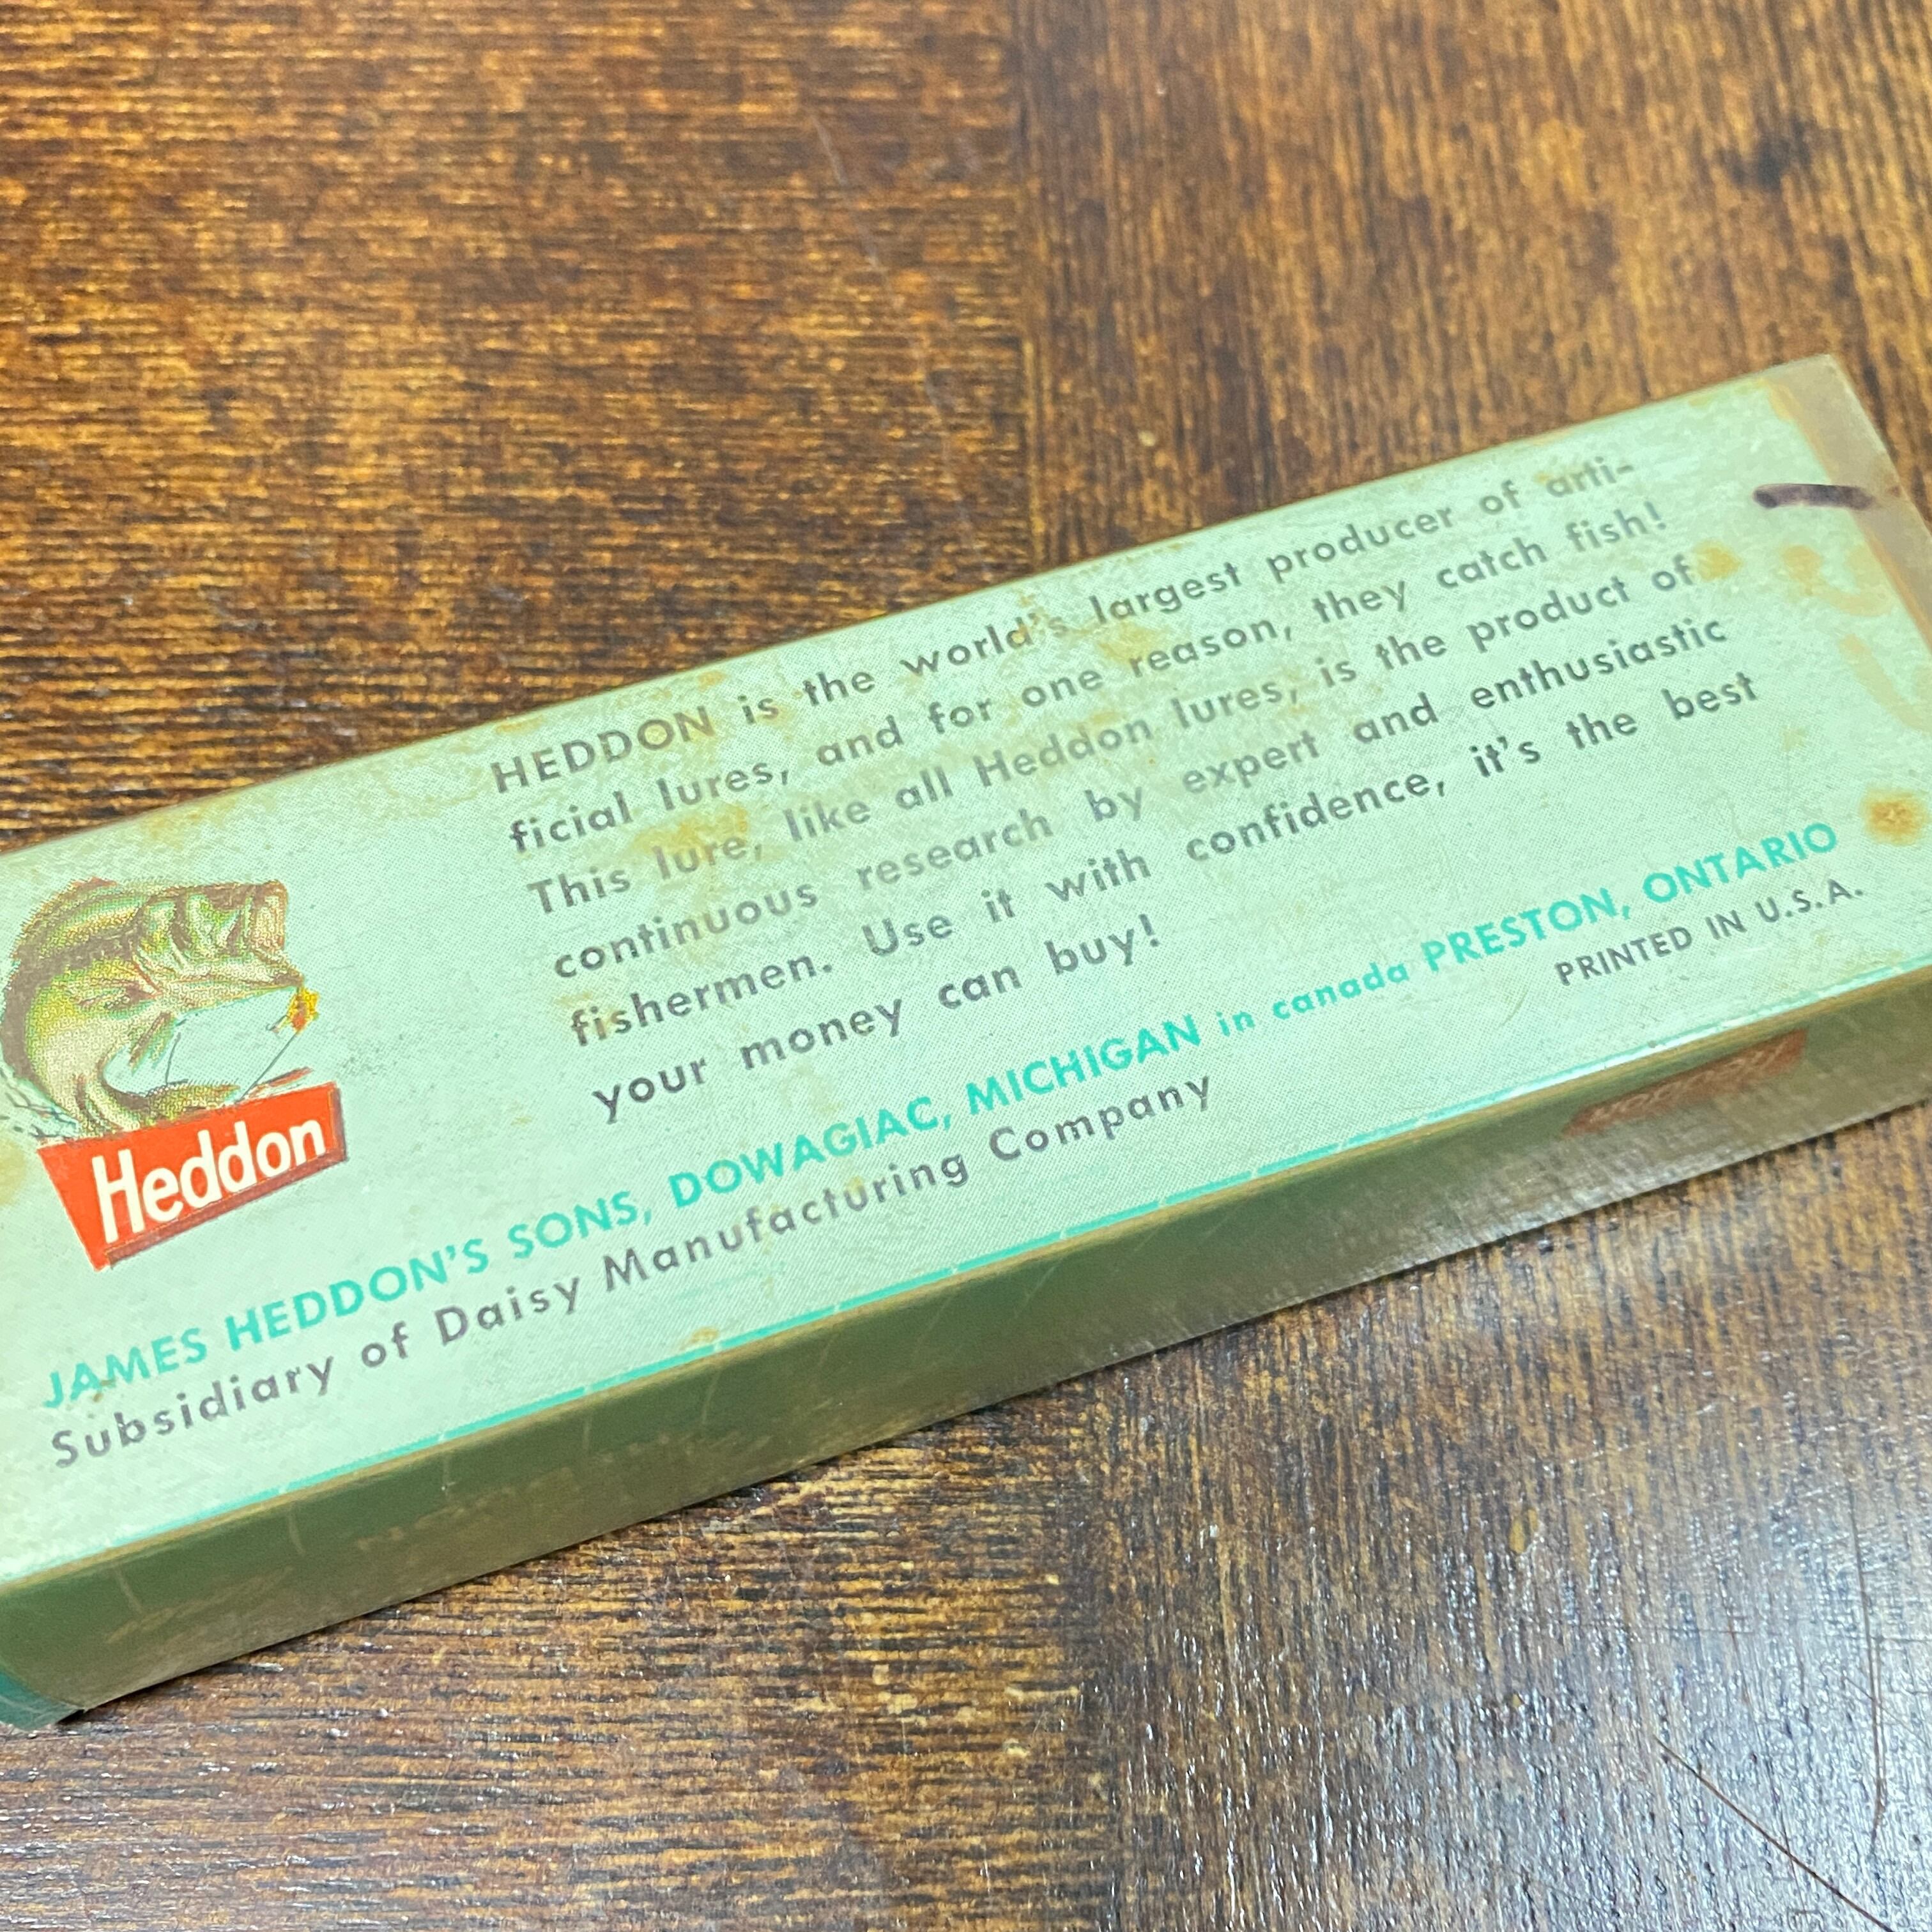 HEDDON is the world's largest producer of arti-
ficial lures, and for one reason, they catch fish!
This lure, like all Heddon lures, is the product of
continuous research by expert and enthusiastic
fishermen. Use it with confidence, it's the best
your money can buy!
Heddon
JAMES HEDDON'S SONS, DOWAGIAC, MICHIGAN in canada PRESTON, ONTARIO
Subsidiary of Daisy Manufacturing Company
PRINTED IN U.S.A.
Heddon